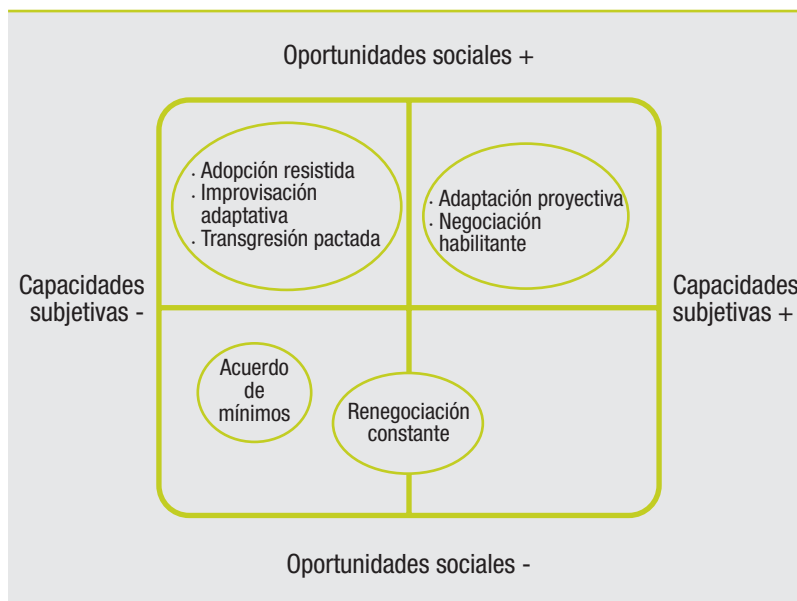 Oportunidades sociales +
· Adopción resistida
· Improvisación
adaptativa
· Transgresión pactada
· Adaptación proyectiva
· Negociación
habilitante
Capacidades
subjetivas -
Capacidades
subjetivas +
Acuerdo
de
mínimos
Renegociación
constante
Oportunidades sociales -